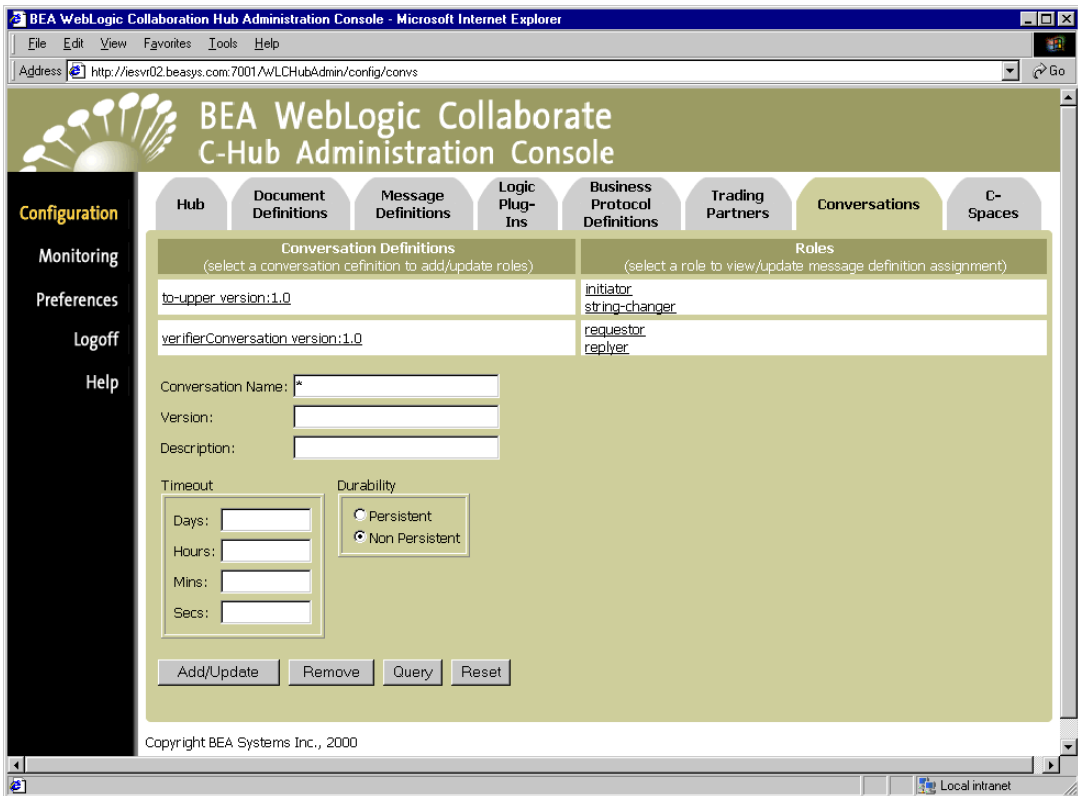 BEA WebLogic Collaboration Hub Administration Console - Microsoft Internet Explorer
File Edit View Favorites Tools Help
Address http://iesvr02.beasys.com:7001/WLCHubAdmin/config/convs Go
BEA WebLogic Collaborate
C-Hub Administration Console
Configuration
Monitoring
Preferences
Logoff
Help
Hub
Document
Definitions
Message
Definitions
Logic
Plug-
Ins
Business
Protocol
Definitions
Trading
Partners
Conversations
C-
Spaces
Conversation Definitions
(select a conversation cefinition to add/update roles)
Roles
(select a role to view/update message definition assignment)
to-upper version:1.0
initiator
string-changer
verifierConversation version:1.0
requestor
replyer
Conversation Name: *
Version:
Description:
Timeout
Days:
Hours:
Mins:
Secs:
Durability
Persistent
Non Persistent
Add/Update Remove Query Reset
Copyright BEA Systems Inc., 2000
Local intranet